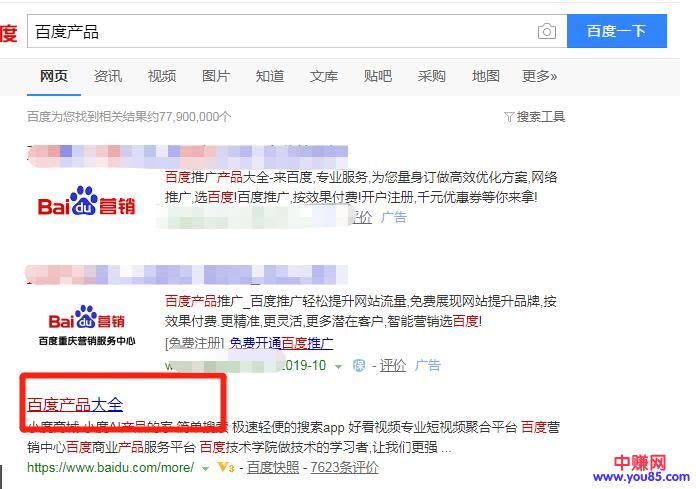 度 百度产品 百度一下
网页 资讯 视频 图片 知道 文库 贴吧 采购 地图 更多»
百度为您找到相关结果约77,900,000个 搜索工具
百度推广产品大全-来百度,专业服务,为您量身订做高效优化方案,网络
推广,选百度!百度推广,按效果付费!开户注册,千元优惠券等你来拿!
Bai du 营销
评价 广告
百度产品推广_百度推广轻松提升网站流量,免费展现网站提升品牌,按
效果付费.更精准,更灵活,更多潜在客户,智能营销选百度!
Bai du 营销
百度重庆营销服务中心
[免费注册] 免费开通百度推广
2019-10 保 - 评价 广告
百度产品大全
小度商城 小度AI产品的家 简单搜索 极速轻便的搜索app 好看视频专业短视频聚合平台 百度营
销中心百度商业产品服务平台 百度技术学院做技术的学习者,让我们更强 ...
https://www.baidu.com/more/ V3 - 百度快照 - 7623条评价
中赚网
www.you85.com